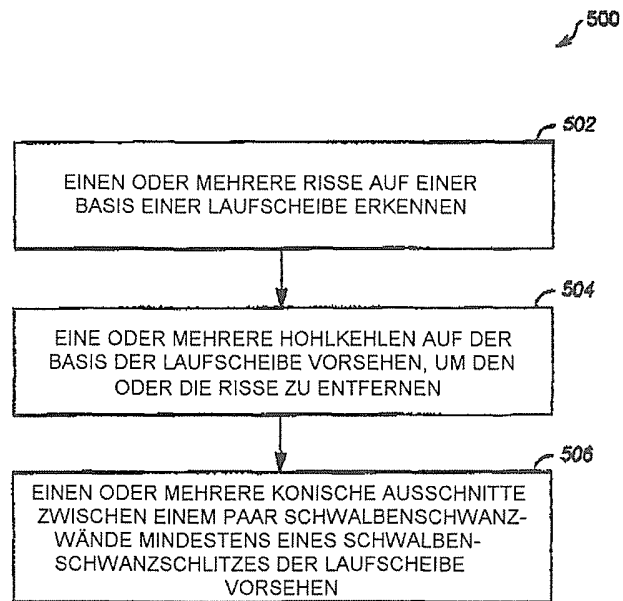 500
502
EINEN ODER MEHRERE RISSE AUF EINER
BASIS EINER LAUFSCHEIBE ERKENNEN
504
EINE ODER MEHRERE HOHLKEHLEN AUF DER
BASIS DER LAUFSCHEIBE VORSEHEN, UM DEN
ODER DIE RISSE ZU ENTFERNEN
506
EINEN ODER MEHRERE KONISCHE AUSSCHNITTE
ZWISCHEN EINEM PAAR SCHWALBENSCHWANZ-
WÄNDE MINDESTENS EINES SCHWALBEN-
SCHWANZSCHLITZES DER LAUFSCHEIBE
VORSEHEN